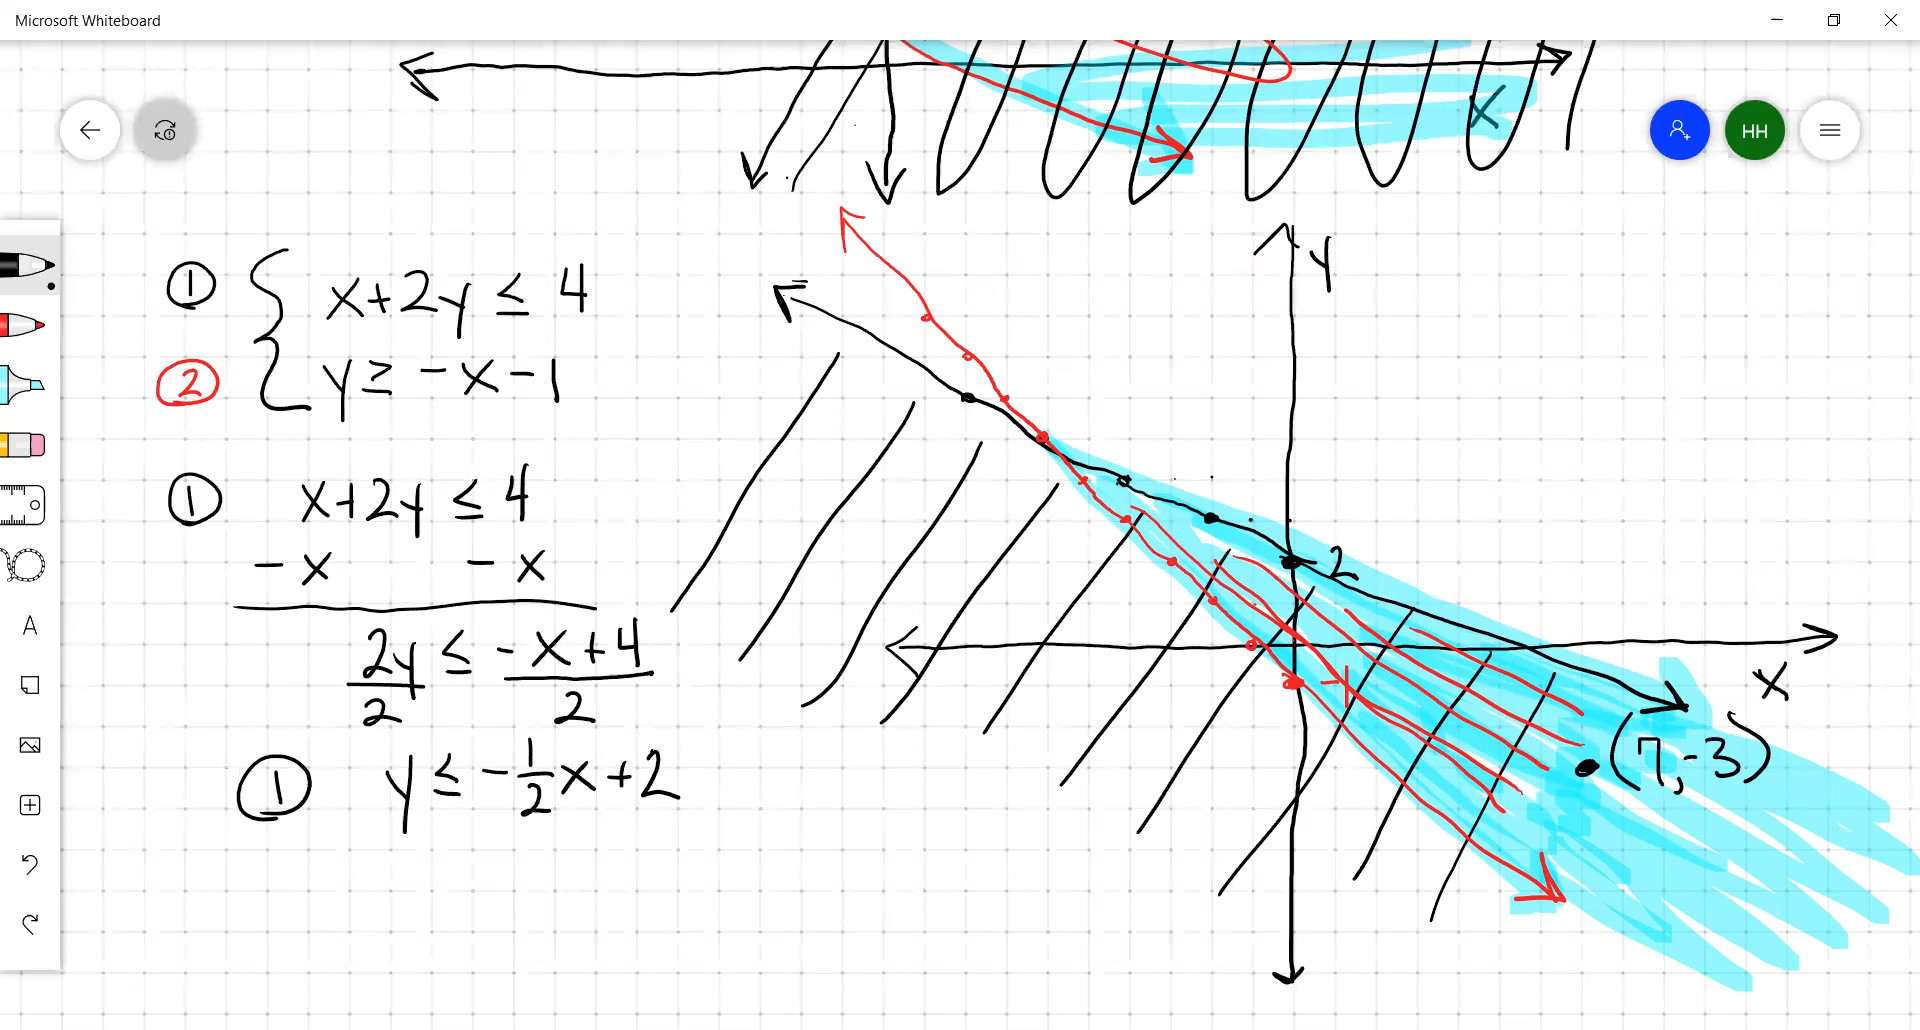 Microsoft Whiteboard
X
HH
y
① x+2y ≤ 4
② y ≥ -x-1
① x+2y ≤ 4
-x -x
2y/2 ≤ (-x+4)/2
① y ≤ -1/2x+2
2
-1
x
(7,-3)
A